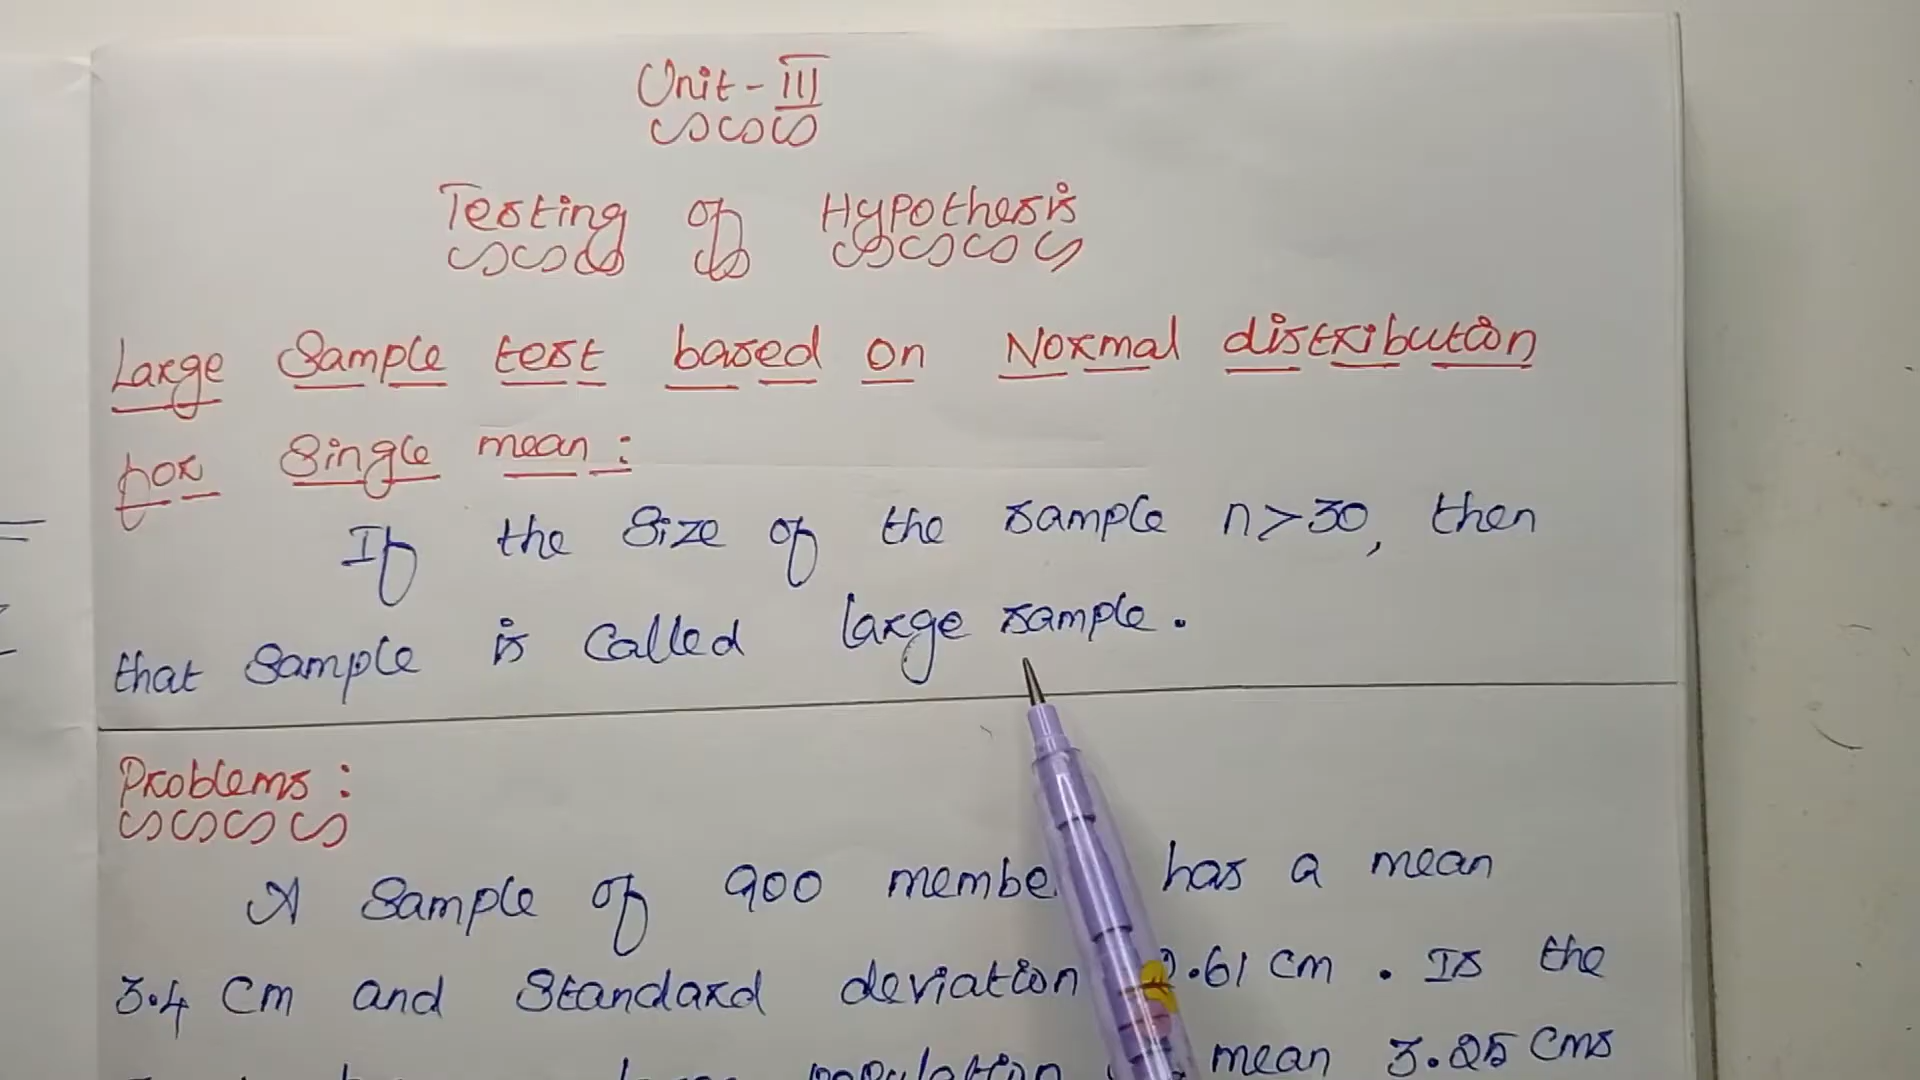 Unit - III
Testing of Hypothesis
Large Sample test based on Normal distribution
for Single mean :
If the Size of the sample n > 30, then
that Sample is Called large sample.
Problems :
A Sample of 900 has a mean
3.4 Cm and Standard deviation .61 Cm . Is the
population mean 3.25 Cms